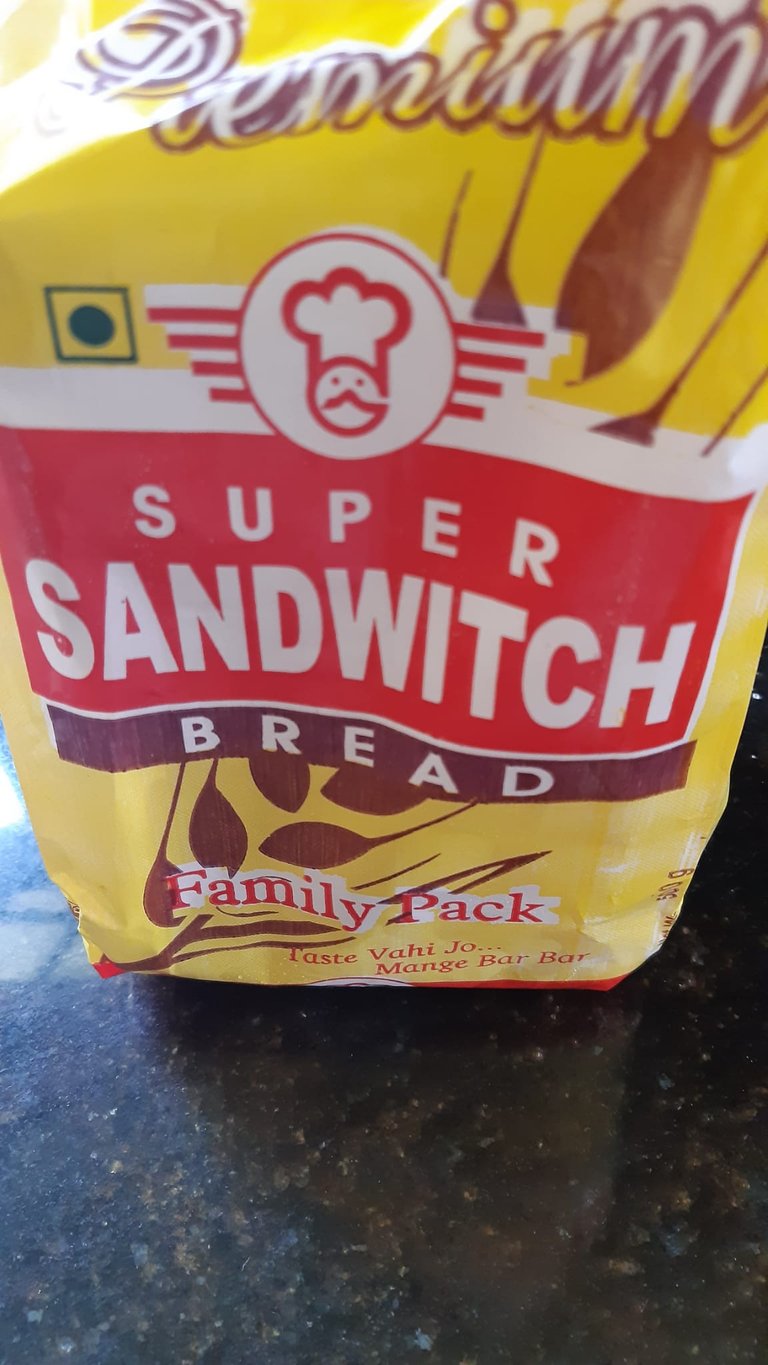 Premium
SUPER
SANDWITCH
BREAD
Family Pack
Taste Vahi Jo...
Mange Bar Bar